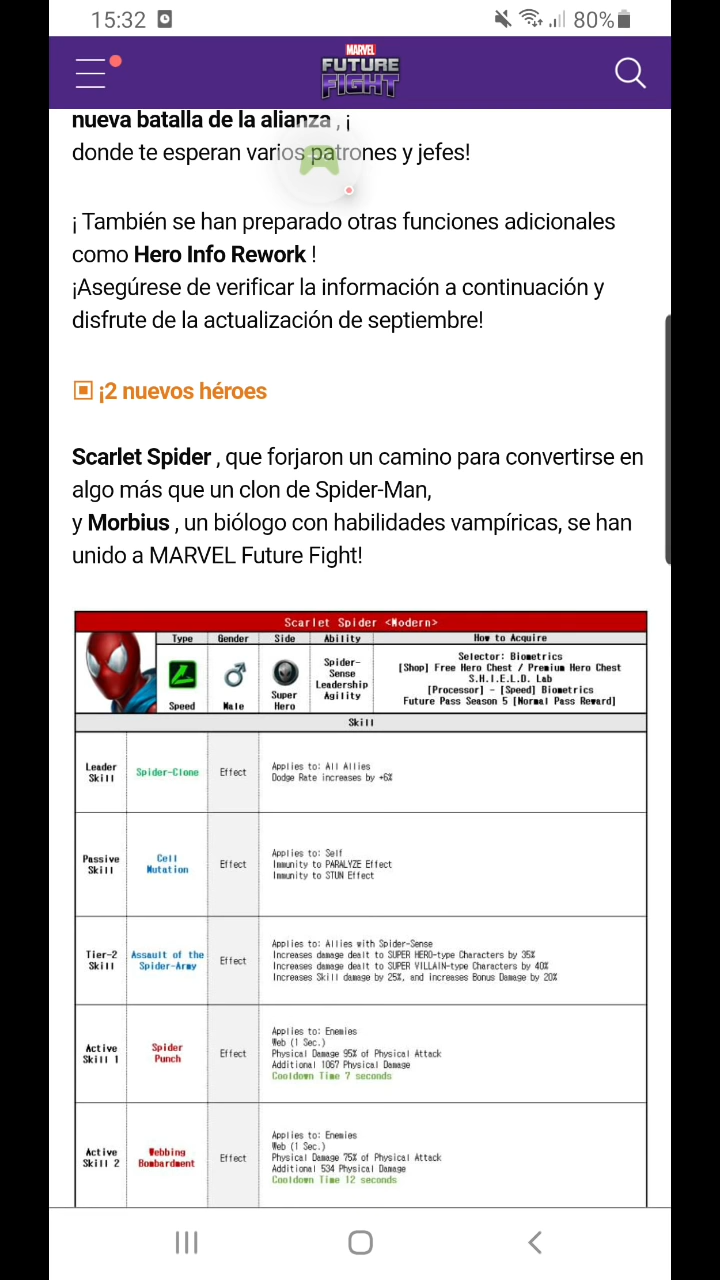 15:32
80%
MARVEL
FUTURE
FIGHT
nueva batalla de la alianza , ¡
donde te esperan varios patrones y jefes!
¡ También se han preparado otras funciones adicionales
como Hero Info Rework !
¡Asegúrese de verificar la información a continuación y
disfrute de la actualización de septiembre!
¡2 nuevos héroes
Scarlet Spider , que forjaron un camino para convertirse en
algo más que un clon de Spider-Man,
y Morbius , un biólogo con habilidades vampíricas, se han
unido a MARVEL Future Fight!
Scarlet Spider <Modern>
Type Gender Side Ability How to Acquire
Speed
Male
Super
Hero
Spider-
Sense
Leadership
Agility
Selector: Biometrics
[Shop] Free Hero Chest / Premium Hero Chest
S.H.I.E.L.D. Lab
[Processor] - [Speed] Biometrics
Future Pass Season 5 [Normal Pass Reward]
Skill
Leader
Skill
Spider-Clone
Effect
Applies to: All Allies
Dodge Rate increases by +6%
Passive
Skill
Cell
Mutation
Effect
Applies to: Self
Immunity to PARALYZE Effect
Immunity to STUN Effect
Tier-2
Skill
Assault of the
Spider-Army
Effect
Applies to: Allies with Spider-Sense
Increases damage dealt to SUPER HERO-type Characters by 35%
Increases damage dealt to SUPER VILLAIN-type Characters by 40%
Increases Skill damage by 25%, and increases Bonus Damage by 20%
Active
Skill 1
Spider
Punch
Effect
Applies to: Enemies
Web (1 Sec.)
Physical Damage 95% of Physical Attack
Additional 1067 Physical Damage
Cooldown Time 7 seconds
Active
Skill 2
Webbing
Bombardment
Effect
Applies to: Enemies
Web (1 Sec.)
Physical Damage 75% of Physical Attack
Additional 534 Physical Damage
Cooldown Time 12 seconds